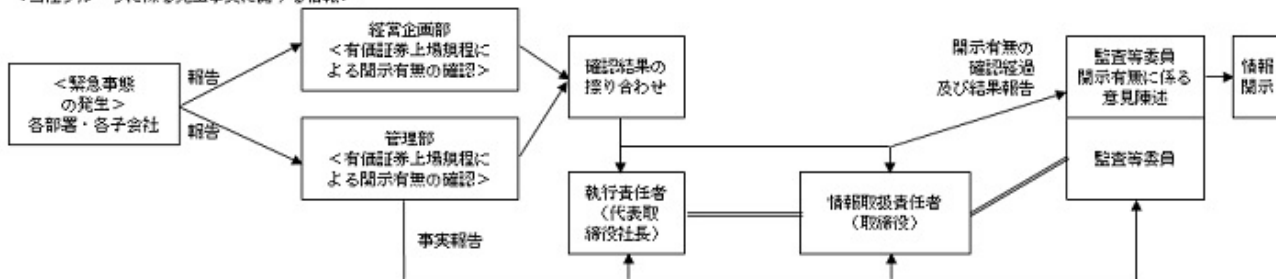 経営企画部
<有価証券上場規程に
よる開示有無の確認>
報告
<緊急事態
の発生>
各部署・各子会社
報告
管理部
<有価証券上場規程に
よる開示有無の確認>
確認結果の
擦り合わせ
開示有無の
確認経過
及び結果報告
監査等委員
開示有無に係る
意見陳述
情報
開示
監査等委員
執行責任者
(代表取
締役社長)
情報取扱責任者
(取締役)
事実報告